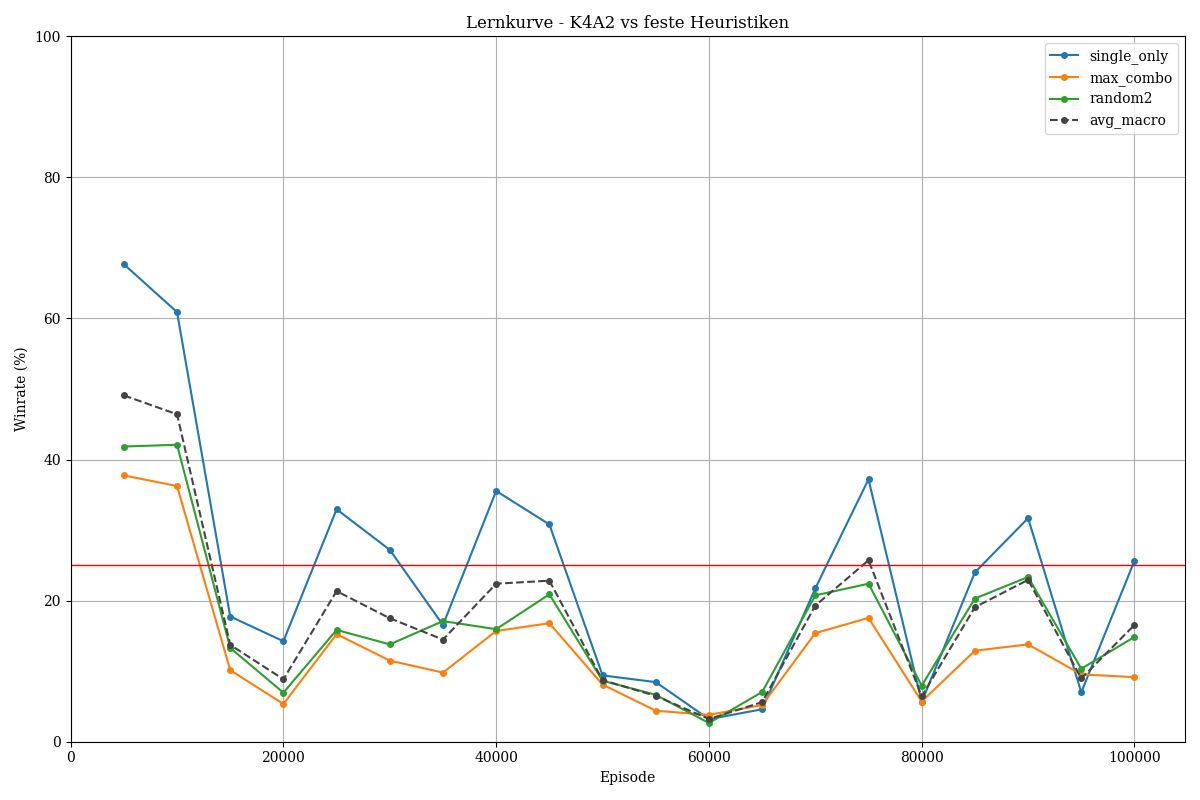 Lernkurve - K4A2 vs feste Heuristiken
100
80
60
40
20
0
Winrate (%)
single_only
max_combo
random2
avg_macro
0
20000
40000
60000
80000
100000
Episode